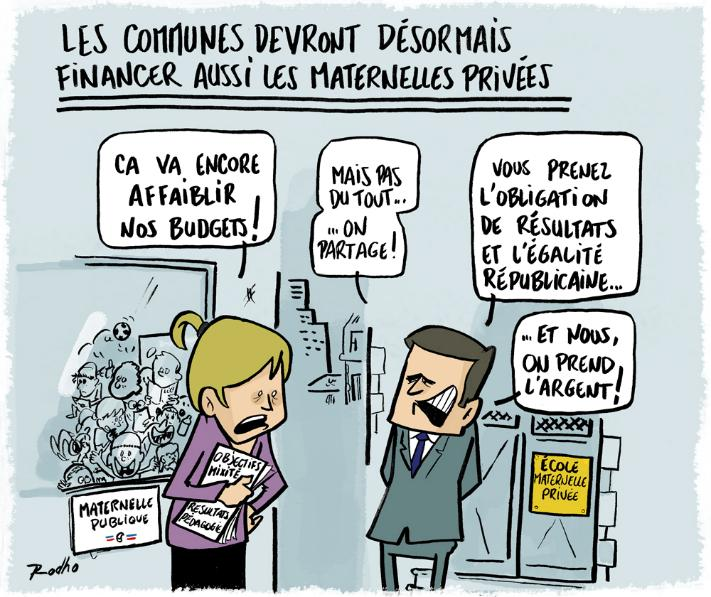 LES COMMUNES DEVRONT DÉSORMAIS
FINANCER AUSSI LES MATERNELLES PRIVÉES
CA VA ENCORE
AFFAIBLIR
NOS BUDGETS!
MAIS PAS
DU TOUT...
...ON
PARTAGE!
VOUS PRENEZ
L'OBLIGATION
DE RÉSULTATS
ET L'ÉGALITÉ
RÉPUBLICAINE...
...ET NOUS,
ON PREND
L'ARGENT!
OBJECTIFS
MIXITÉ
RÉSULTATS
PÉDAGOGIE
MATERNELLE
PUBLIQUE
ÉCOLE
MATERNELLE
PRIVÉE
Rodho